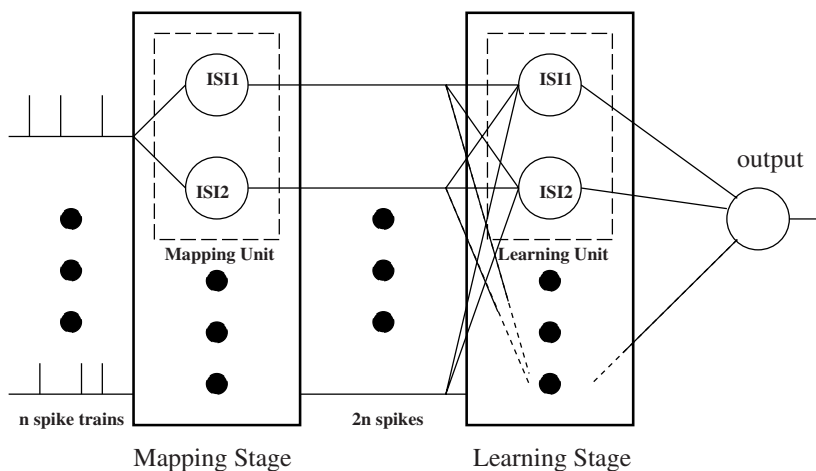 ISI1
ISI1
output
ISI2
ISI2
Mapping Unit
Learning Unit
n spike trains
2n spikes
Mapping Stage
Learning Stage